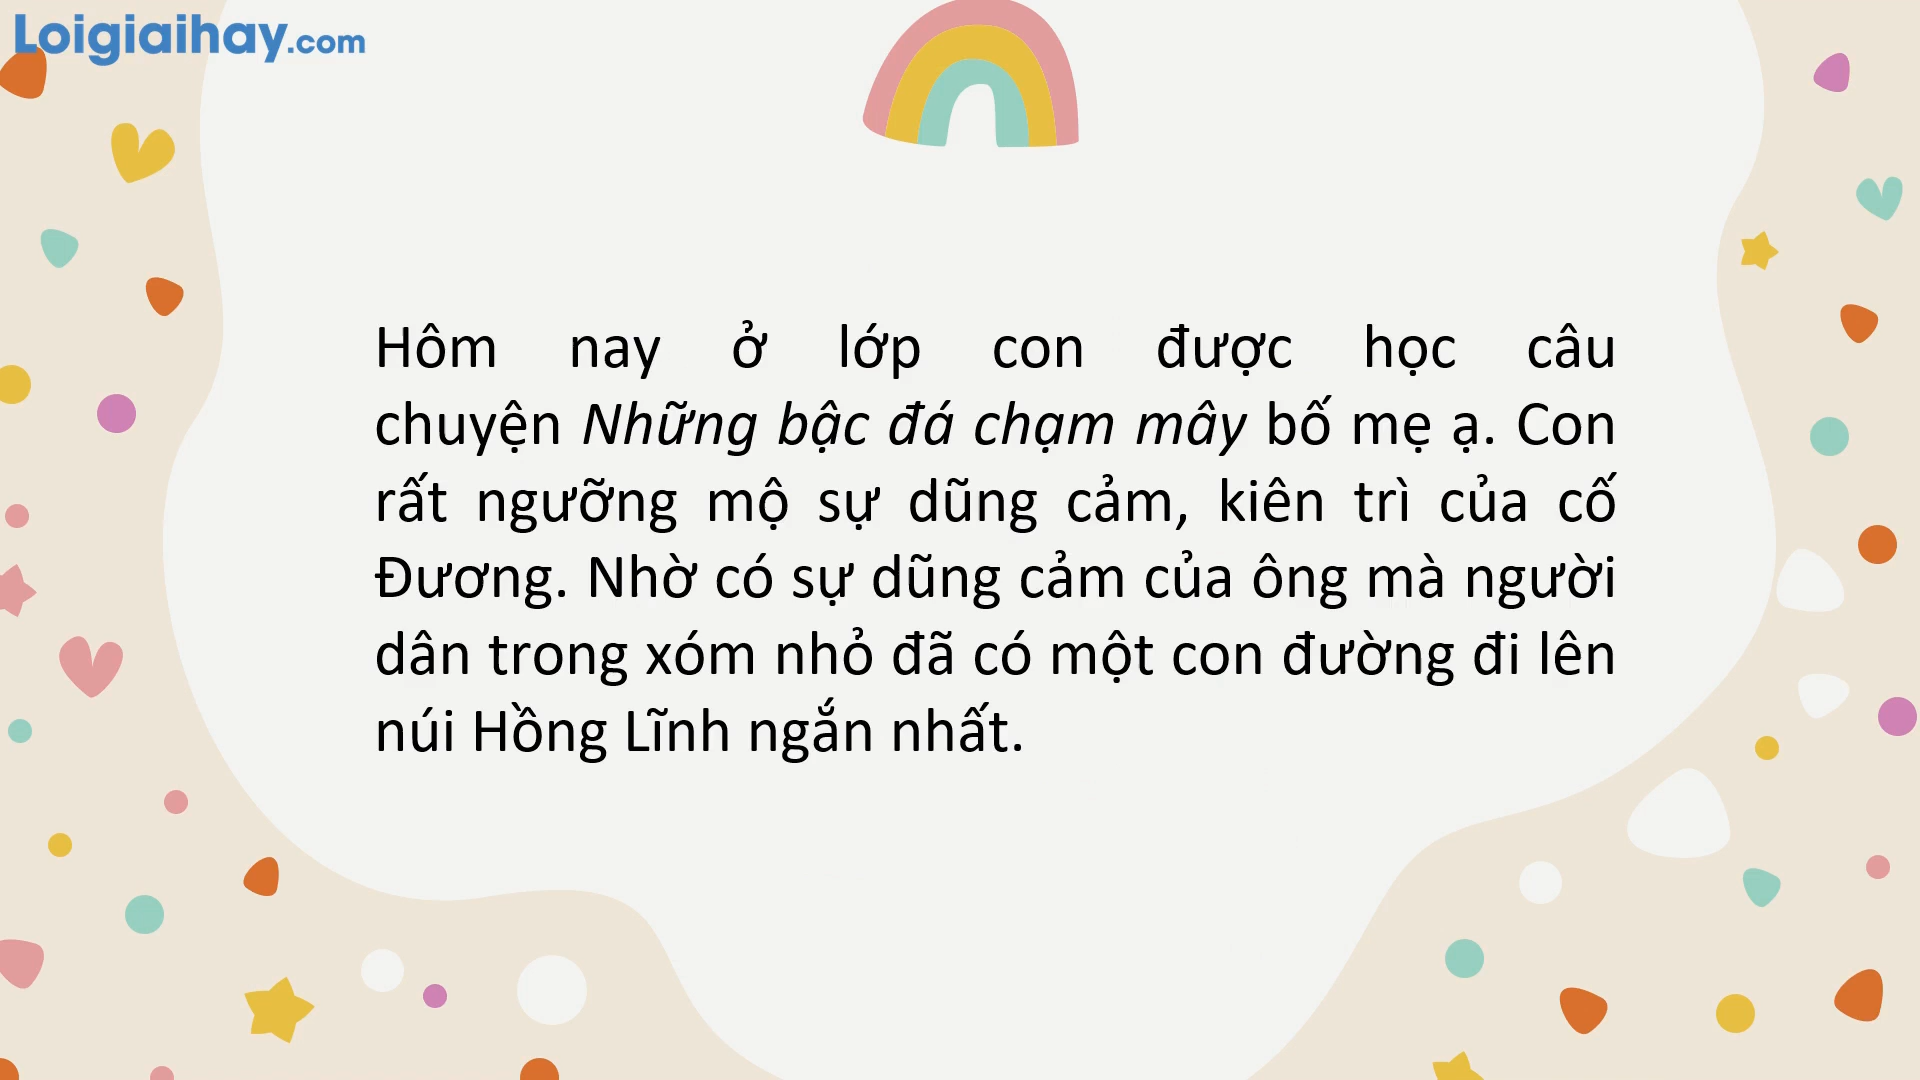 Loigiaihay.com
Hôm nay ở lớp con được học câu
chuyện Những bậc đá chạm mây bố mẹ ạ. Con
rất ngưỡng mộ sự dũng cảm, kiên trì của cố
Đương. Nhờ có sự dũng cảm của ông mà người
dân trong xóm nhỏ đã có một con đường đi lên
núi Hồng Lĩnh ngắn nhất.